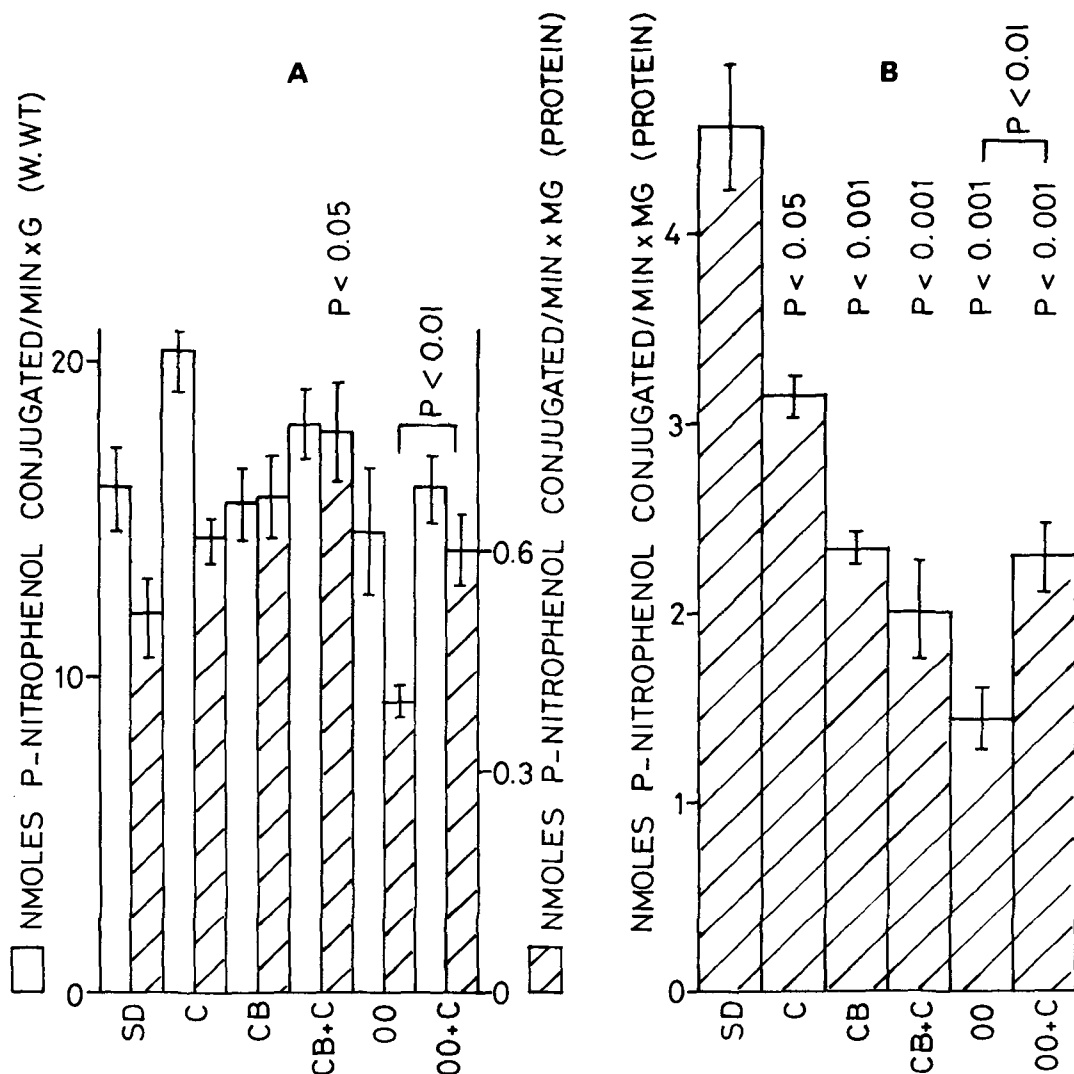 A
NMOLES P-NITROPHENOL CONJUGATED/MIN x G (W.WT)
20
10
0
P < 0.05
P < 0.01
0.6
0.3
0
NMOLES P-NITROPHENOL CONJUGATED/MIN x MG (PROTEIN)
SD
C
CB
CB+C
OO
OO+C
B
NMOLES P-NITROPHENOL CONJUGATED/MIN x MG (PROTEIN)
4
3
2
1
0
P < 0.05
P < 0.001
P < 0.001
P < 0.001
P < 0.001
P < 0.01
SD
C
CB
CB+C
OO
OO+C